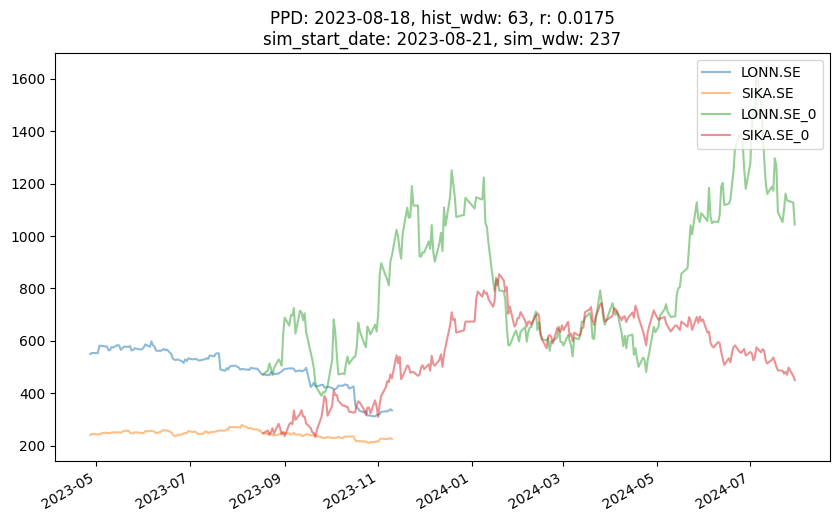 PPD: 2023-08-18, hist_wdw: 63, r: 0.0175
sim_start_date: 2023-08-21, sim_wdw: 237
LONN.SE
SIKA.SE
LONN.SE_0
SIKA.SE_0
1600
1400
1200
1000
800
600
400
200
2023-05
2023-07
2023-09
2023-11
2024-01
2024-03
2024-05
2024-07